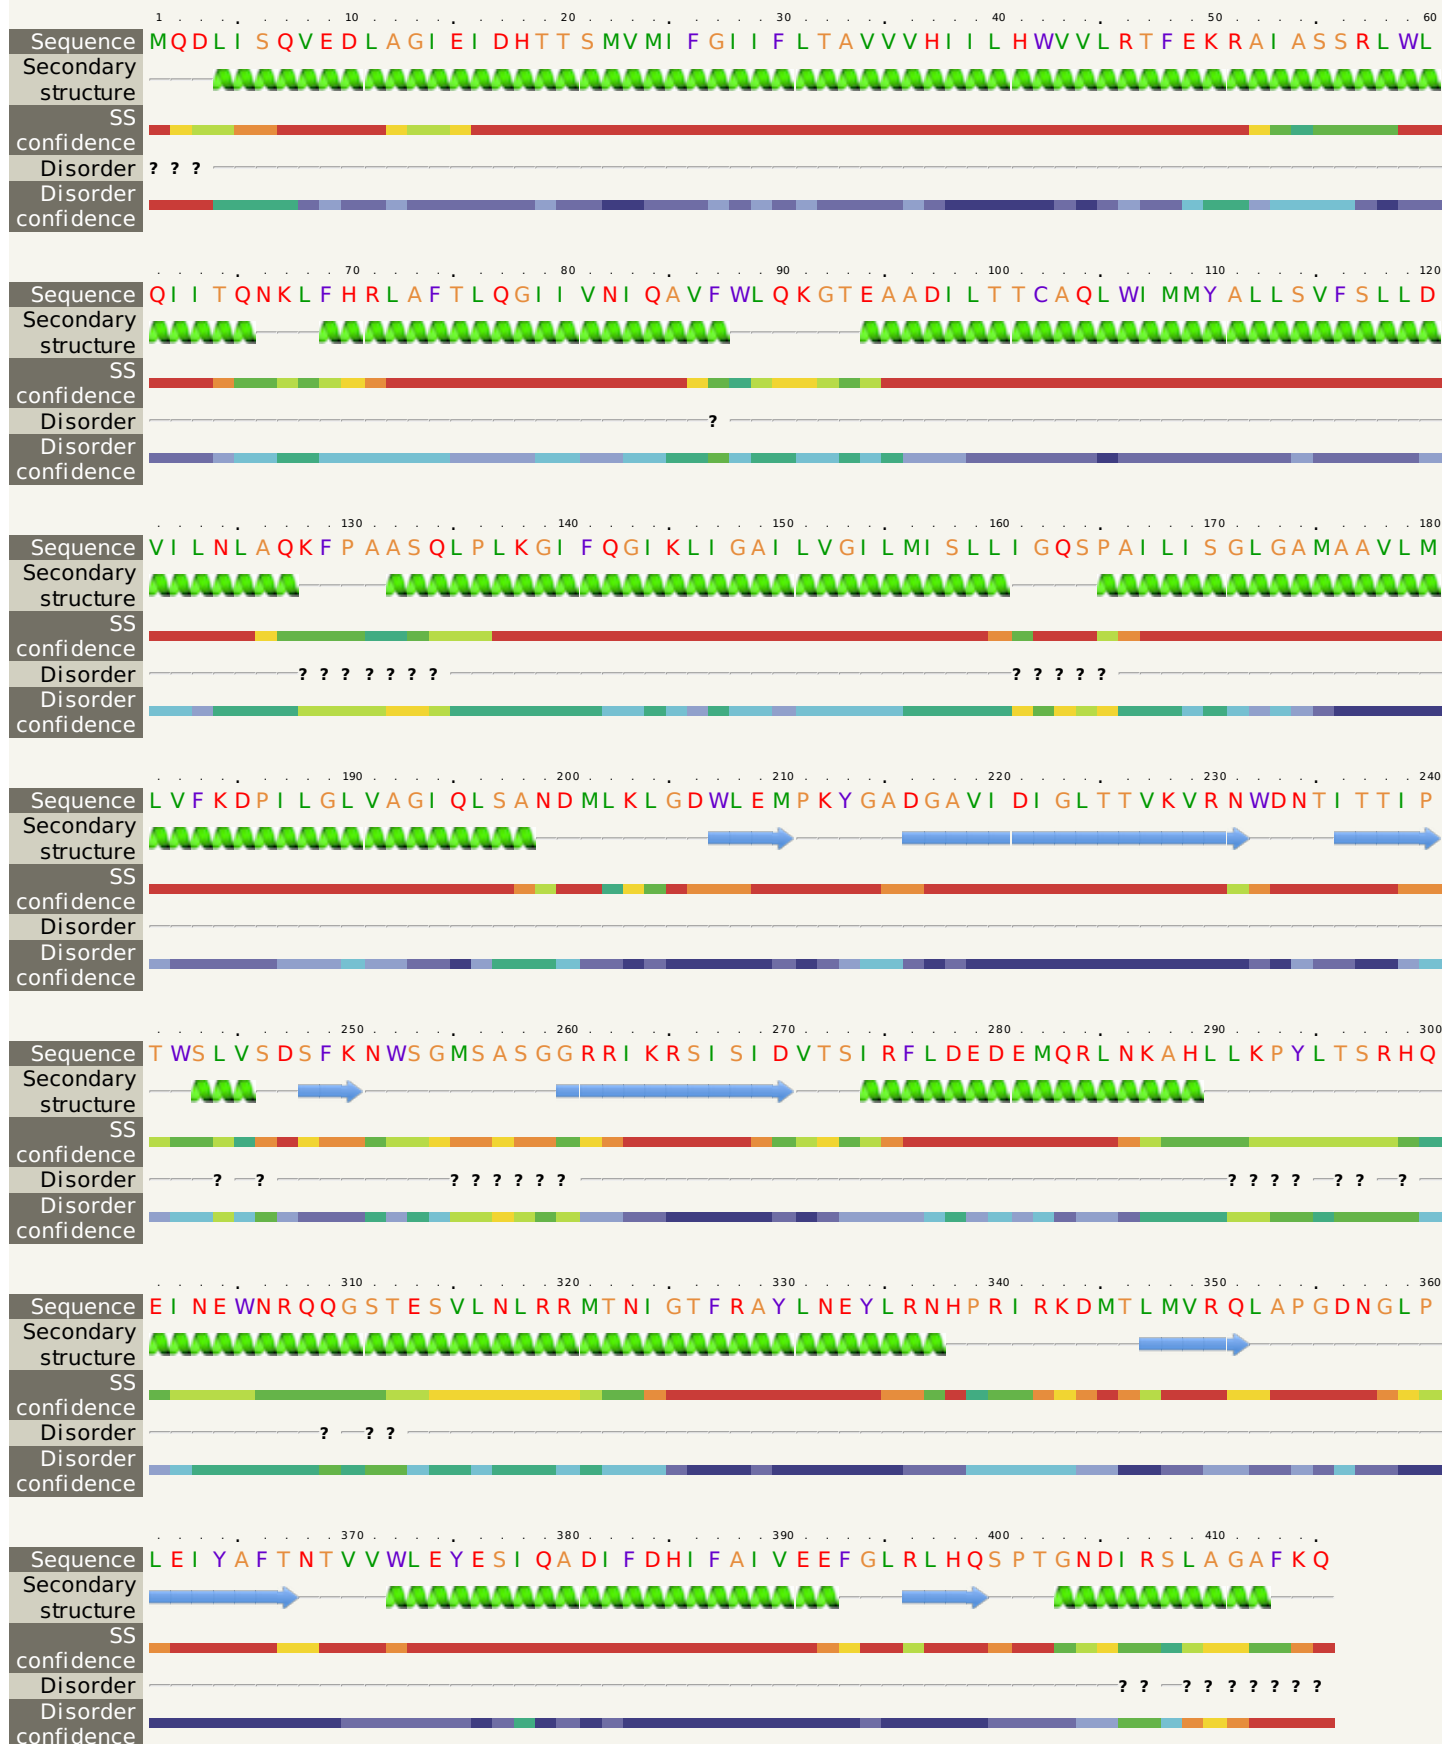 1 10 20 30 40 50 60
Sequence MQDLISQVEDLAGIEIDHTTSMVMIFGIIFLTAVVVHIILHWVVLRTFEKRAIASSRLWL
Secondary
structure
SS
confidence
Disorder ? ? ?
Disorder
confidence
70 80 90 100 110 120
Sequence QIITQNKLFHRLAFTLQGIIVNIQAVFWLQKGTEAADILTTCAQLWIMMYALLSVFSLLD
Secondary
structure
SS
confidence
Disorder ?
Disorder
confidence
130 140 150 160 170 180
Sequence VILNLAQKFPAASQLPLKGIFQGIKLIGAILVGILMISLLIGQSPAILISGLGAMAAVLM
Secondary
structure
SS
confidence
Disorder ? ? ? ? ? ? ? ? ? ? ? ?
Disorder
confidence
190 200 210 220 230 240
Sequence LVFKDPILGLVAGIQLSANDMLKLGDWLEMPKYGADGAVIDIGLTTVKVRNWDNTITTIP
Secondary
structure
SS
confidence
Disorder
Disorder
confidence
250 260 270 280 290 300
Sequence TWSLVSDSFKNWSGMSASGGRRIKRSISIDVTSIRFLDEDEMQRLNKAHLLKPYLTSRHQ
Secondary
structure
SS
confidence
Disorder ? ? ? ? ? ? ? ? ? ? ? ? ? ? ?
Disorder
confidence
310 320 330 340 350 360
Sequence EINEWNRQQGSTESVLNLRRMTNIGTFRAYLNEYLRNHPRIRKDMTLMVRQLAPGDNGLP
Secondary
structure
SS
confidence
Disorder ? ? ?
Disorder
confidence
370 380 390 400 410
Sequence LEIYAFTNTVVWLEYESIQADIFDHIFAIVEEFGLRLHQSPTGNDIRSLAGAFKQ
Secondary
structure
SS
confidence
Disorder ? ? ? ? ? ? ? ? ?
Disorder
confidence